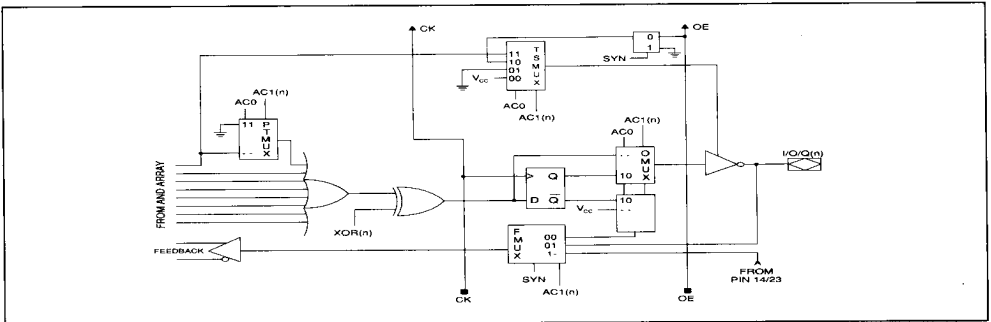 CK
OE
0
1
SYN
11
10
01
00
T
S
M
U
X
Vcc
AC0
AC1(n)
AC0
AC1(n)
11
--
P
T
M
U
X
AC0
AC1(n)
--
10
O
M
U
X
I/O/Q(n)
FROM AND ARRAY
Q
D
Q
10
--
Vcc
XOR(n)
F
M
U
X
00
01
1-
FEEDBACK
SYN
AC1(n)
FROM
PIN 14/23
CK
OE